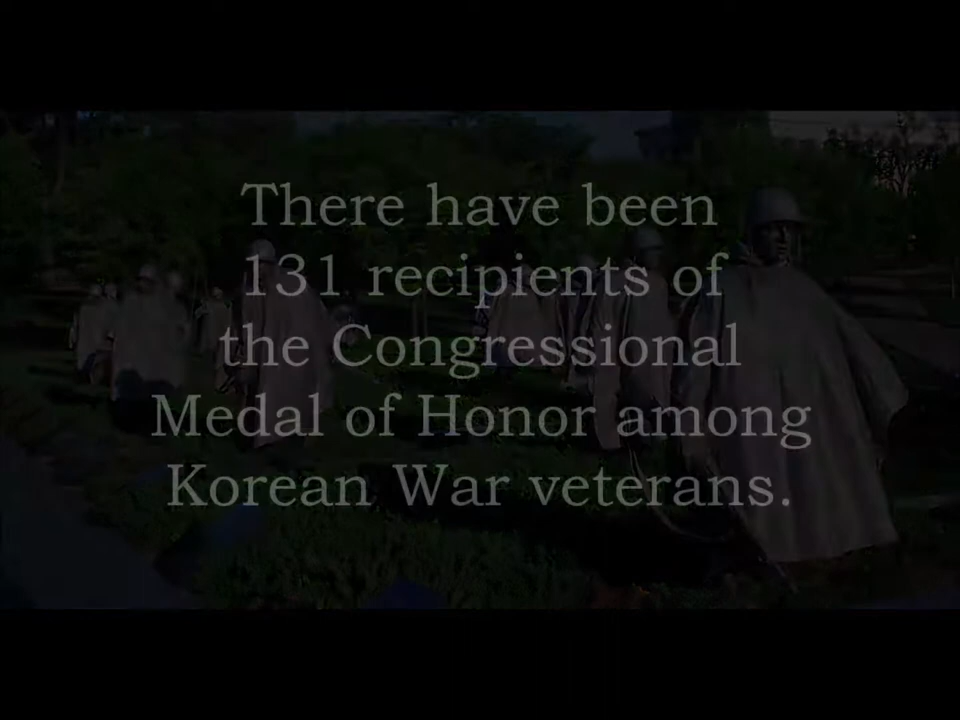 There have been
131 recipients of
the Congressional
Medal of Honor among
Korean War veterans.